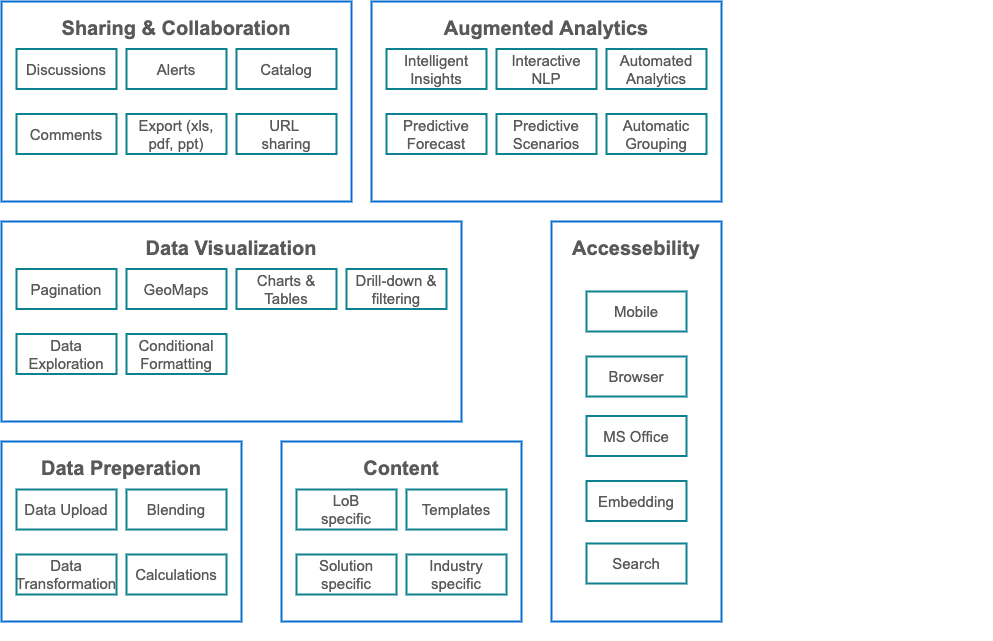 Sharing & Collaboration
Discussions
Alerts
Catalog
Comments
Export (xls,
pdf, ppt)
URL
sharing
Augmented Analytics
Intelligent
Insights
Interactive
NLP
Automated
Analytics
Predictive
Forecast
Predictive
Scenarios
Automatic
Grouping
Data Visualization
Pagination
GeoMaps
Charts &
Tables
Drill-down &
filtering
Data
Exploration
Conditional
Formatting
Accessebility
Mobile
Browser
MS Office
Embedding
Search
Data Preperation
Data Upload
Blending
Data
Transformation
Calculations
Content
LoB
specific
Templates
Solution
specific
Industry
specific